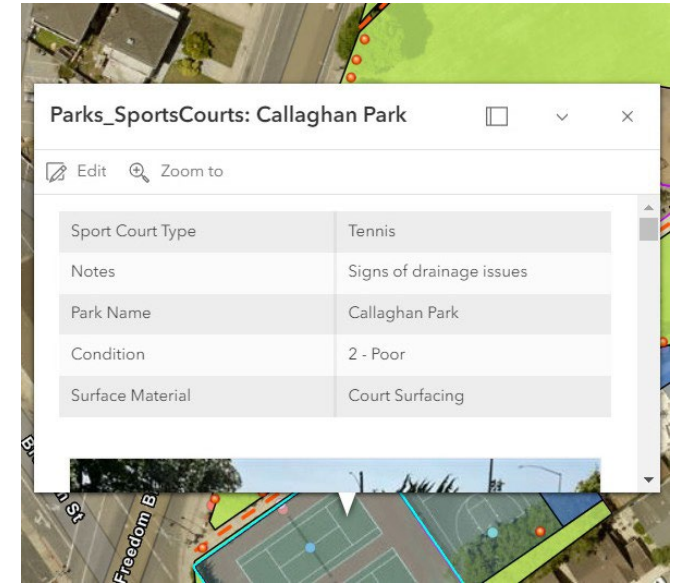 Parks_SportsCourts: Callaghan Park
Edit Zoom to
Sport Court Type Tennis
Notes Signs of drainage issues
Park Name Callaghan Park
Condition 2 - Poor
Surface Material Court Surfacing
St
Freedom B